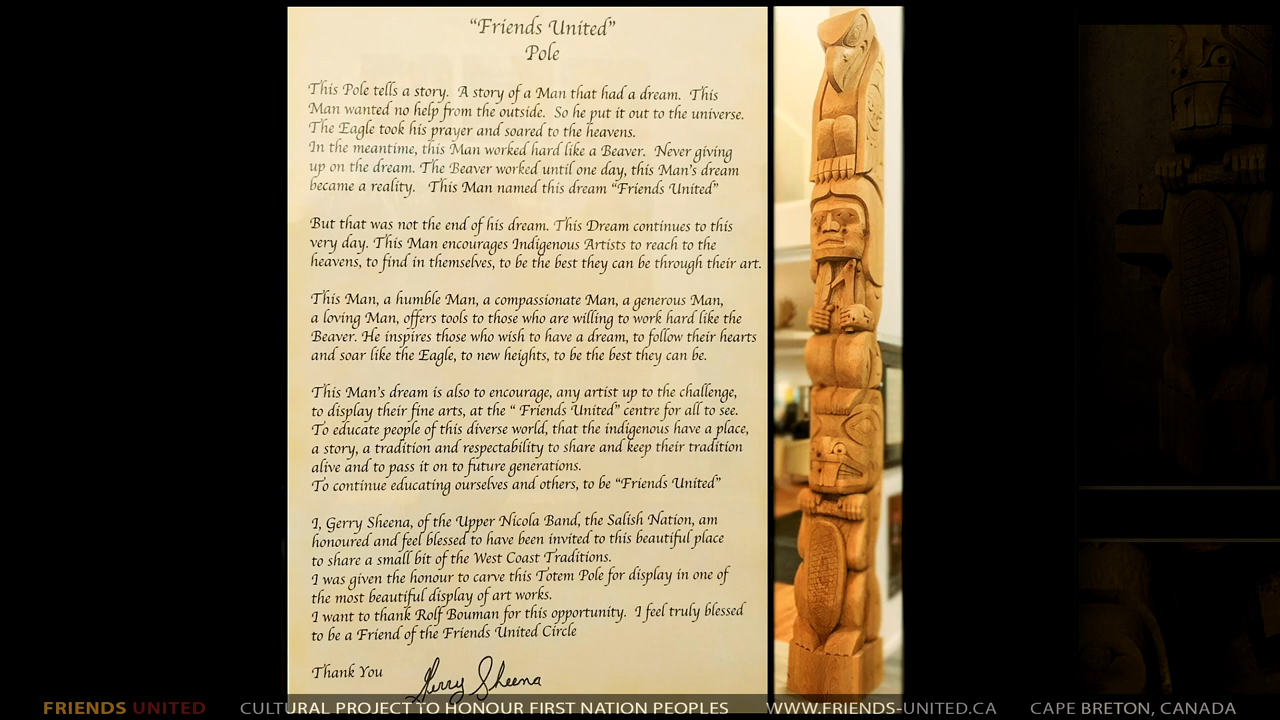 “Friends United”
Pole
This Pole tells a story. A story of a Man that had a dream. This
Man wanted no help from the outside. So he put it out to the universe.
The Eagle took his prayer and soared to the heavens.
In the meantime, this Man worked hard like a Beaver. Never giving
up on the dream. The Beaver worked until one day, this Man's dream
became a reality. This Man named this dream “Friends United”
But that was not the end of his dream. This Dream continues to this
very day. This Man encourages Indigenous Artists to reach to the
heavens, to find in themselves, to be the best they can be through their art.
This Man, a humble Man, a compassionate Man, a generous Man,
a loving Man, offers tools to those who are willing to work hard like the
Beaver. He inspires those who wish to have a dream, to follow their hearts
and soar like the Eagle, to new heights, to be the best they can be.
This Man's dream is also to encourage, any artist up to the challenge,
to display their fine arts, at the “ Friends United” centre for all to see.
To educate people of this diverse world, that the indigenous have a place,
a story, a tradition and respectability to share and keep their tradition
alive and to pass it on to future generations.
To continue educating ourselves and others, to be “Friends United”
I, Gerry Sheena, of the Upper Nicola Band, the Salish Nation, am
honoured and feel blessed to have been invited to this beautiful place
to share a small bit of the West Coast Traditions.
I was given the honour to carve this Totem Pole for display in one of
the most beautiful display of art works.
I want to thank Rolf Bouman for this opportunity. I feel truly blessed
to be a Friend of the Friends United Circle
Thank You Gerry Sheena
FRIENDS UNITED CULTURAL PROJECT TO HONOUR FIRST NATION PEOPLES WWW.FRIENDS-UNITED.CA CAPE BRETON, CANADA